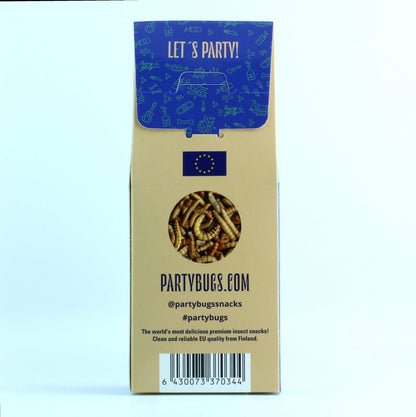 LET´S PARTY!
PARTYBUGS.COM
@partybugssnacks
#partybugs
The world's most delicious premium insect snacks!
Clean and reliable EU quality from Finland.
6 430073 370344